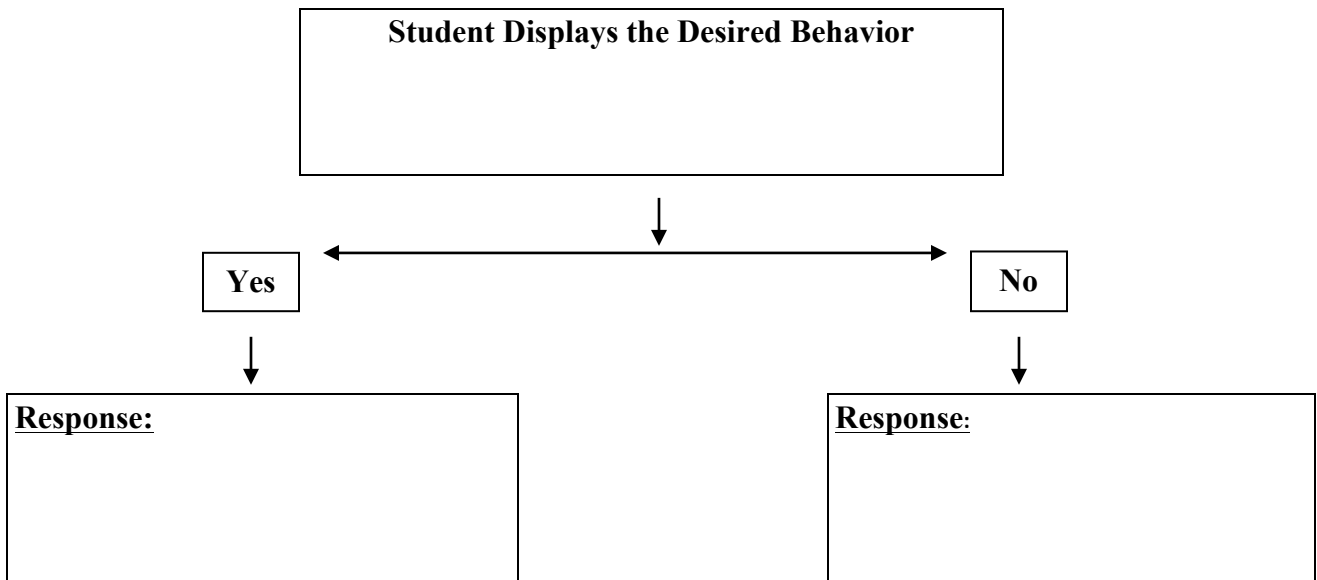 Student Displays the Desired Behavior
Yes
No
Response:
Response: